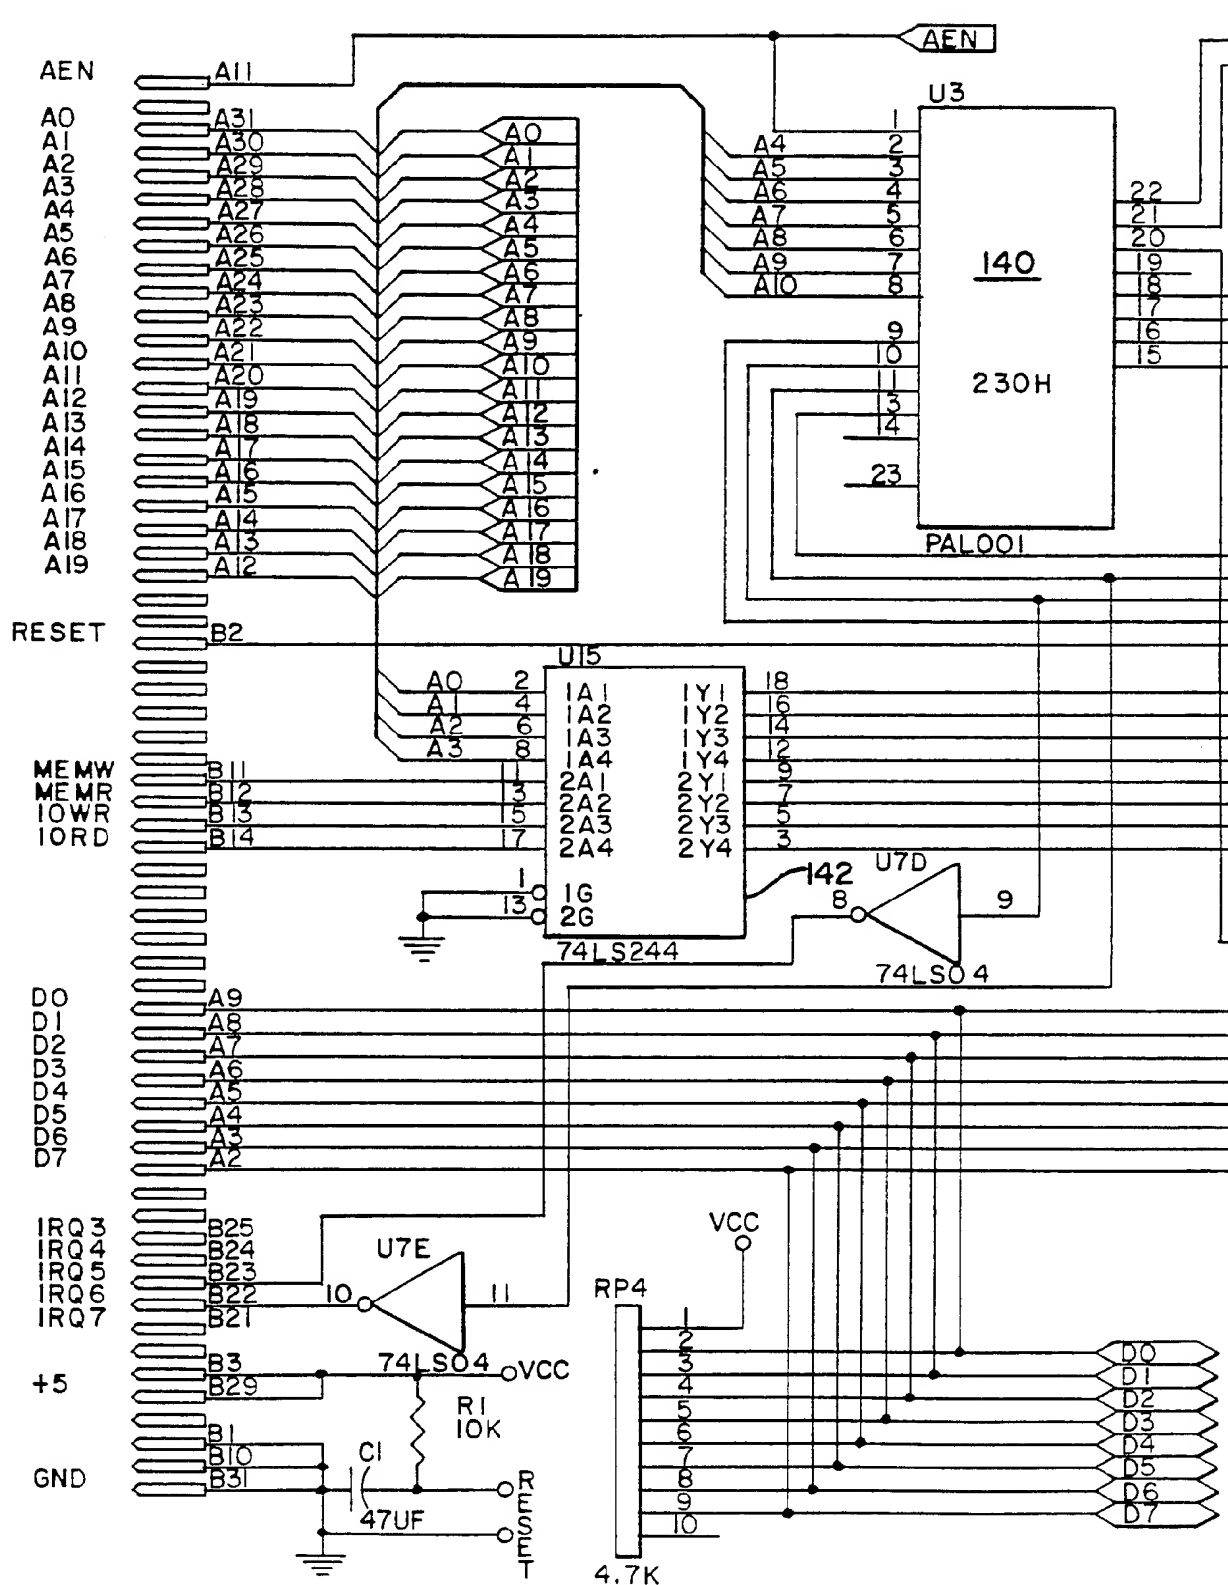 AEN
AEN A11
U3
A0 A31
A1 A30
A2 A29
A3 A28
A4 A27
A5 A26
A6 A25
A7 A24
A8 A23
A9 A22
A10 A21
A11 A20
A12 A19
A13 A18
A14 A17
A15 A16
A16 A15
A17 A14
A18 A13
A19 A12
A0
A1
A2
A3
A4
A5
A6
A7
A8
A9
A10
A11
A12
A13
A14
A15
A16
A17
A18
A19
1
A4 2
A5 3
A6 4
A7 5
A8 6
A9 7
A10 8
9
10
11
13
14
23
140
230H
22
21
20
19
18
17
16
15
PAL001
RESET B2
U15
A0 2 1A1 1Y1 18
A1 4 1A2 1Y2 16
A2 6 1A3 1Y3 14
A3 8 1A4 1Y4 12
MEMW B11 11 2A1 2Y1 9
MEMR B12 13 2A2 2Y2 7
IOWR B13 15 2A3 2Y3 5
IORD B14 17 2A4 2Y4 3
1 1G
13 2G
142
74LS244
U7D
8 9
74LS04
D0 A9
D1 A8
D2 A7
D3 A6
D4 A5
D5 A4
D6 A3
D7 A2
IRQ3 B25
IRQ4 B24
IRQ5 B23
IRQ6 B22
IRQ7 B21
U7E
10 11
74LS04
+5 B3
B29
VCC
R1
10K
B1
B10
GND B31
C1
47UF
RESET
VCC
RP4
1
2 D0
3 D1
4 D2
5 D3
6 D4
7 D5
8 D6
9 D7
10
4.7K